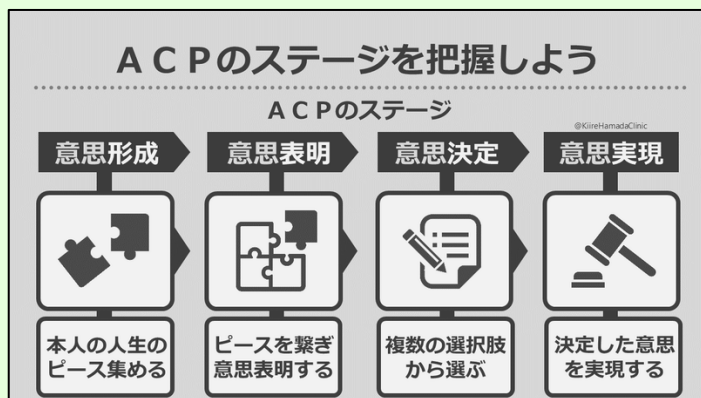 ＡＣＰのステージを把握しよう
ＡＣＰのステージ
@KiireHamadaClinic
意思形成 意思表明 意思決定 意思実現
本人の人生の
ピース集める
ピースを繋ぎ
意思表明する
複数の選択肢
から選ぶ
決定した意思
を実現する